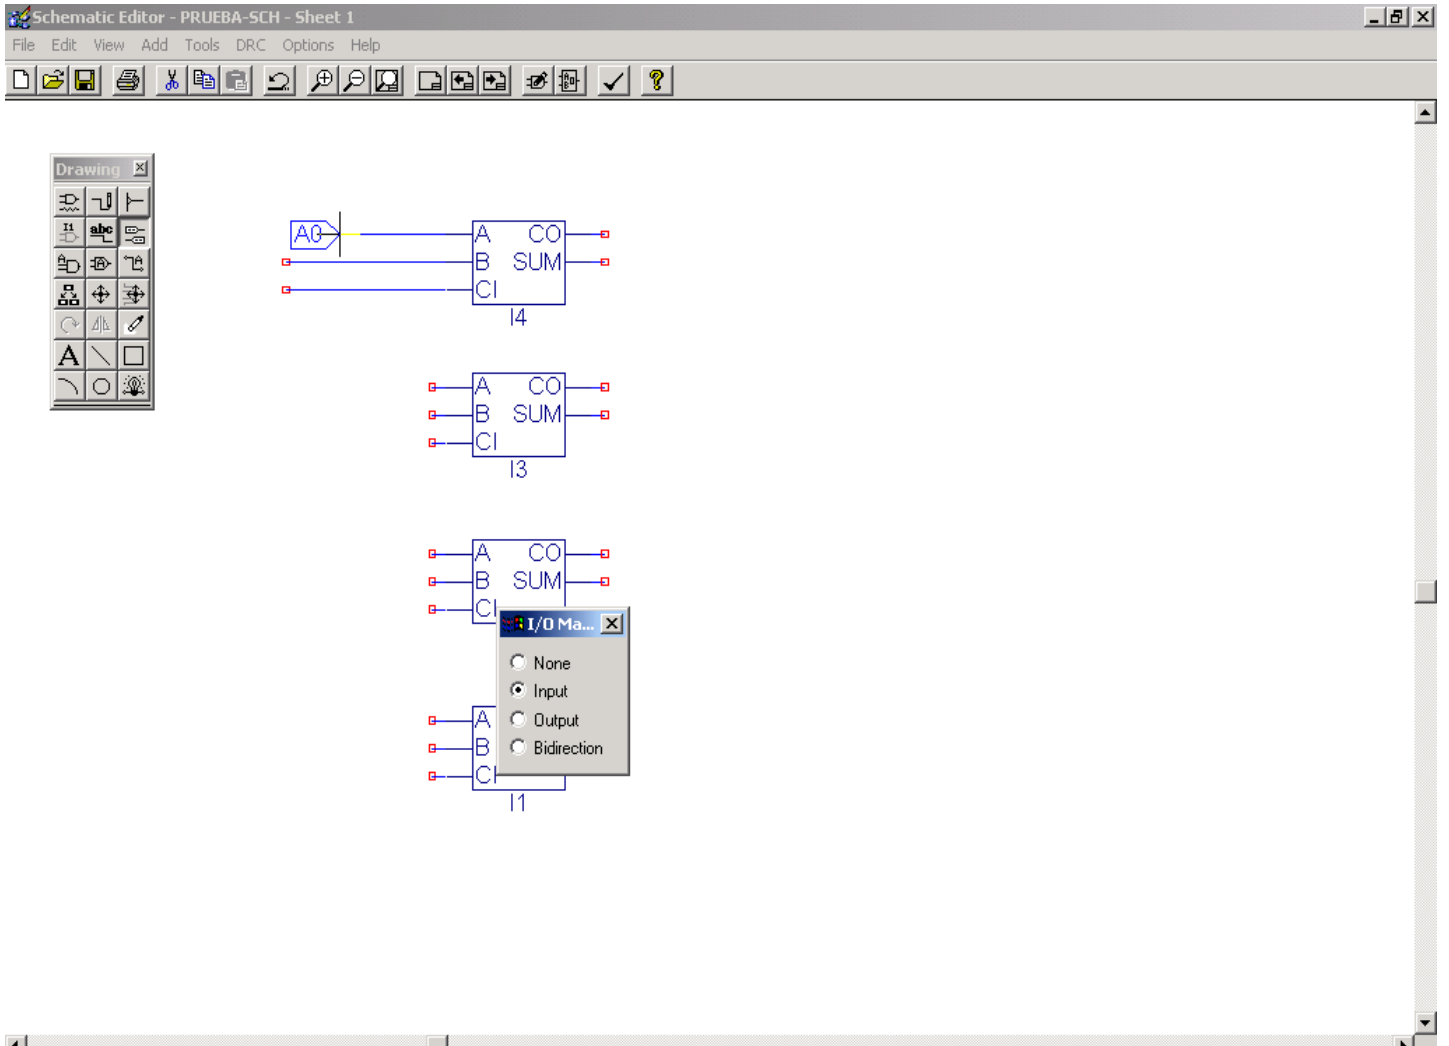 Schematic Editor - PRUEBA-SCH - Sheet 1
File Edit View Add Tools DRC Options Help
Drawing
I1
abc
A
A
A
A
A0
A CO
B SUM
CI
I4
A CO
B SUM
CI
I3
A CO
B SUM
CI
I/O Ma...
None
Input
Output
Bidirection
A
B
CI
I1